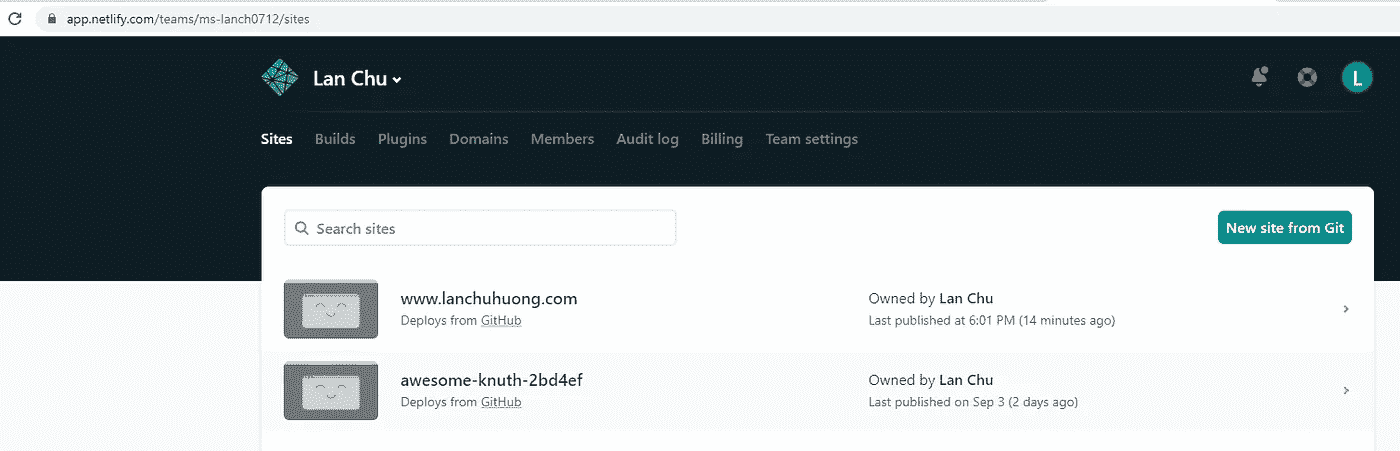 app.netlify.com/teams/ms-lanch0712/sites
Lan Chu
L
Sites Builds Plugins Domains Members Audit log Billing Team settings
Search sites
New site from Git
www.lanchuhuong.com
Deploys from GitHub
Owned by Lan Chu
Last published at 6:01 PM (14 minutes ago)
awesome-knuth-2bd4ef
Deploys from GitHub
Owned by Lan Chu
Last published on Sep 3 (2 days ago)